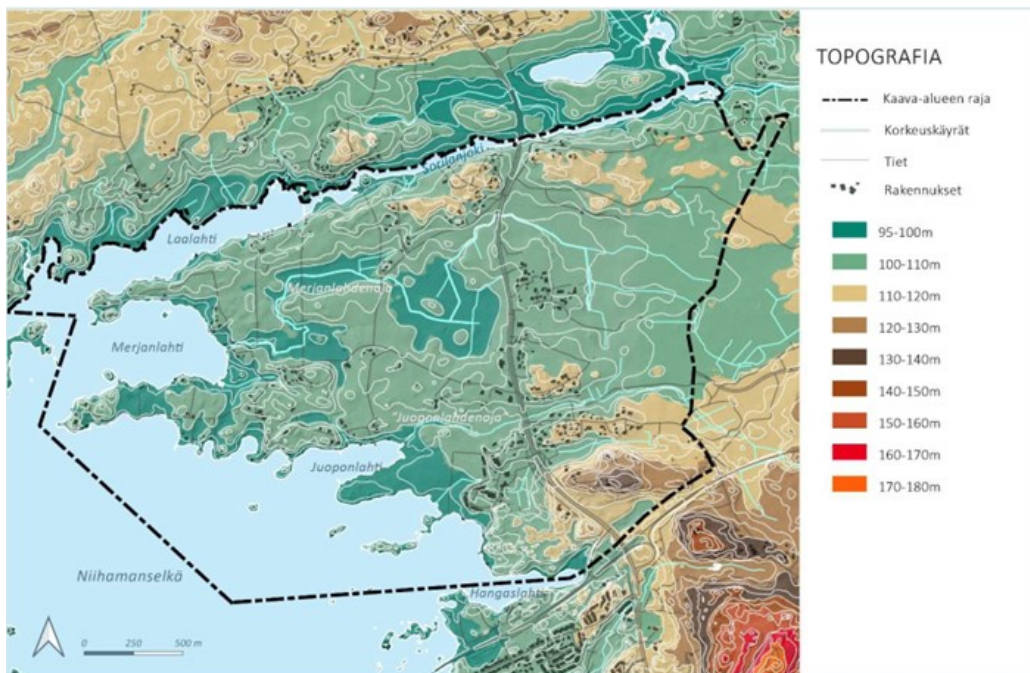 TOPOGRAFIA
Kaava-alueen raja
Korkeuskäyrät
Tiet
Rakennukset
95-100m
100-110m
110-120m
120-130m
130-140m
140-150m
150-160m
160-170m
170-180m
Sorilanjoki
Laalahti
Merjanlahdenoja
Merjanlahti
Juoponlahdenoja
Juoponlahti
Niihamanselkä
Hangaslahti
0 250 500 m